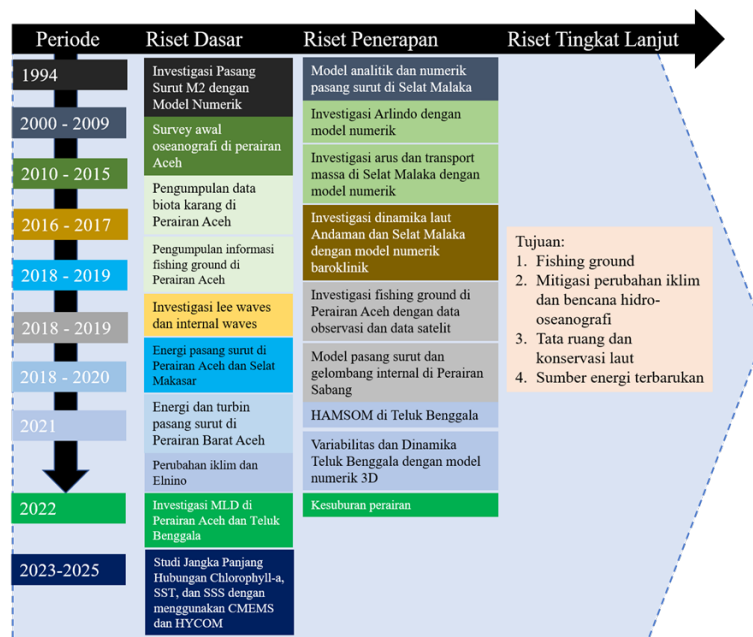 Periode
Riset Dasar
Riset Penerapan
Riset Tingkat Lanjut
1994
2000 - 2009
2010 - 2015
2016 - 2017
2018 - 2019
2018 - 2019
2018 - 2020
2021
2022
2023-2025
Investigasi Pasang
Surut M2 dengan
Model Numerik
Survey awal
oseanografi di perairan
Aceh
Pengumpulan data
biota karang di
Perairan Aceh
Pengumpulan informasi
fishing ground di
Perairan Aceh
Investigasi lee waves
dan internal waves
Energi pasang surut di
Perairan Aceh dan Selat
Makasar
Energi dan turbin
pasang surut di
Perairan Barat Aceh
Perubahan iklim dan
Elnino
Investigasi MLD di
Perairan Aceh dan Teluk
Benggala
Studi Jangka Panjang
Hubungan Chlorophyll-a,
SST, dan SSS dengan
menggunakan CMEMS
dan HYCOM
Model analitik dan numerik
pasang surut di Selat Malaka
Investigasi Arlindo dengan
model numerik
Investigasi arus dan transport
massa di Selat Malaka dengan
model numerik
Investigasi dinamika laut
Andaman dan Selat Malaka
dengan model numerik
baroklinik
Investigasi fishing ground di
Perairan Aceh dengan data
observasi dan data satelit
Model pasang surut dan
gelombang internal di Perairan
Sabang
HAMSOM di Teluk Benggala
Variabilitas dan Dinamika
Teluk Benggala dengan model
numerik 3D
Kesuburan perairan
Tujuan:
1. Fishing ground
2. Mitigasi perubahan iklim
dan bencana hidro-
oseanografi
3. Tata ruang dan
konservasi laut
4. Sumber energi terbarukan